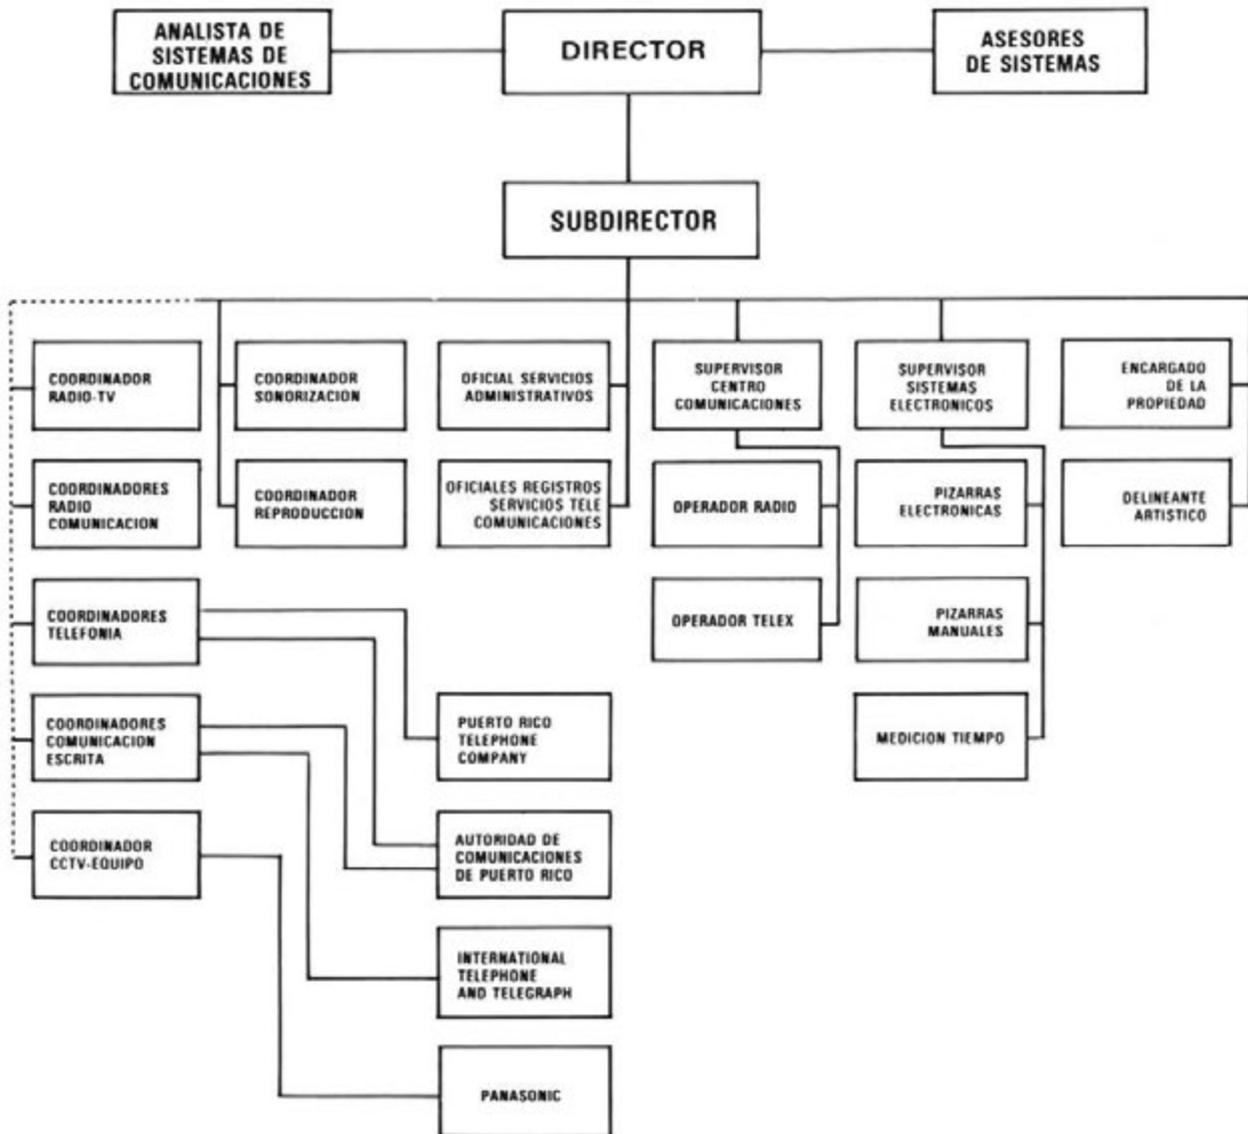 ANALISTA DE
SISTEMAS DE
COMUNICACIONES
DIRECTOR
ASESORES
DE SISTEMAS
SUBDIRECTOR
COORDINADOR
RADIO-TV
COORDINADOR
SONORIZACION
OFICIAL SERVICIOS
ADMINISTRATIVOS
SUPERVISOR
CENTRO
COMUNICACIONES
SUPERVISOR
SISTEMAS
ELECTRONICOS
ENCARGADO
DE LA
PROPIEDAD
COORDINADORES
RADIO
COMUNICACION
COORDINADOR
REPRODUCCION
OFICIALES REGISTROS
SERVICIOS TELE
COMUNICACIONES
OPERADOR RADIO
PIZARRAS
ELECTRONICAS
DELINEANTE
ARTISTICO
COORDINADORES
TELEFONIA
OPERADOR TELEX
PIZARRAS
MANUALES
COORDINADORES
COMUNICACION
ESCRITA
PUERTO RICO
TELEPHONE
COMPANY
MEDICION TIEMPO
COORDINADOR
CCTV-EQUIPO
AUTORIDAD DE
COMUNICACIONES
DE PUERTO RICO
INTERNATIONAL
TELEPHONE
AND TELEGRAPH
PANASONIC